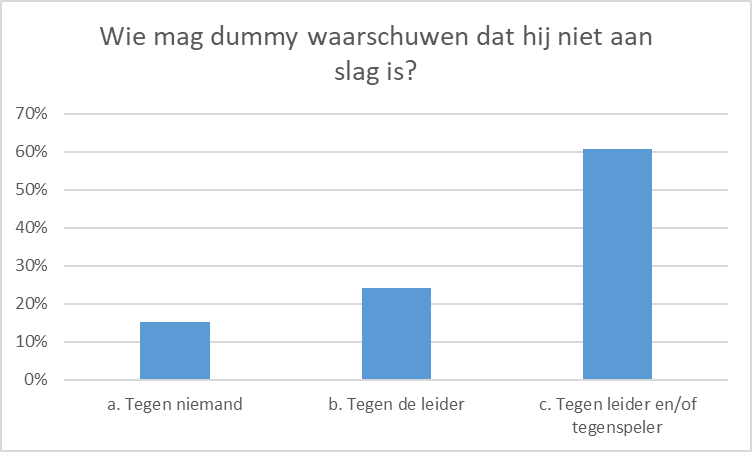 Wie mag dummy waarschuwen dat hij niet aan
slag is?
70%
60%
50%
40%
30%
20%
10%
0%
a. Tegen niemand
b. Tegen de leider
c. Tegen leider en/of
tegenspeler